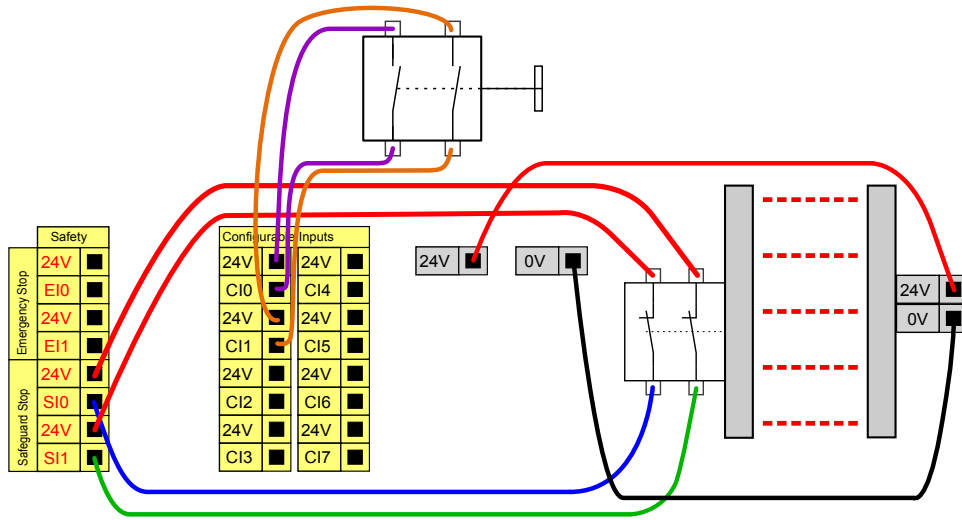 Safety
Emergency Stop
24V
EI0
24V
EI1
Safeguard Stop
24V
SI0
24V
SI1
Configurable Inputs
24V 24V
CI0 CI4
24V 24V
CI1 CI5
24V 24V
CI2 CI6
24V 24V
CI3 CI7
24V
0V
24V
0V